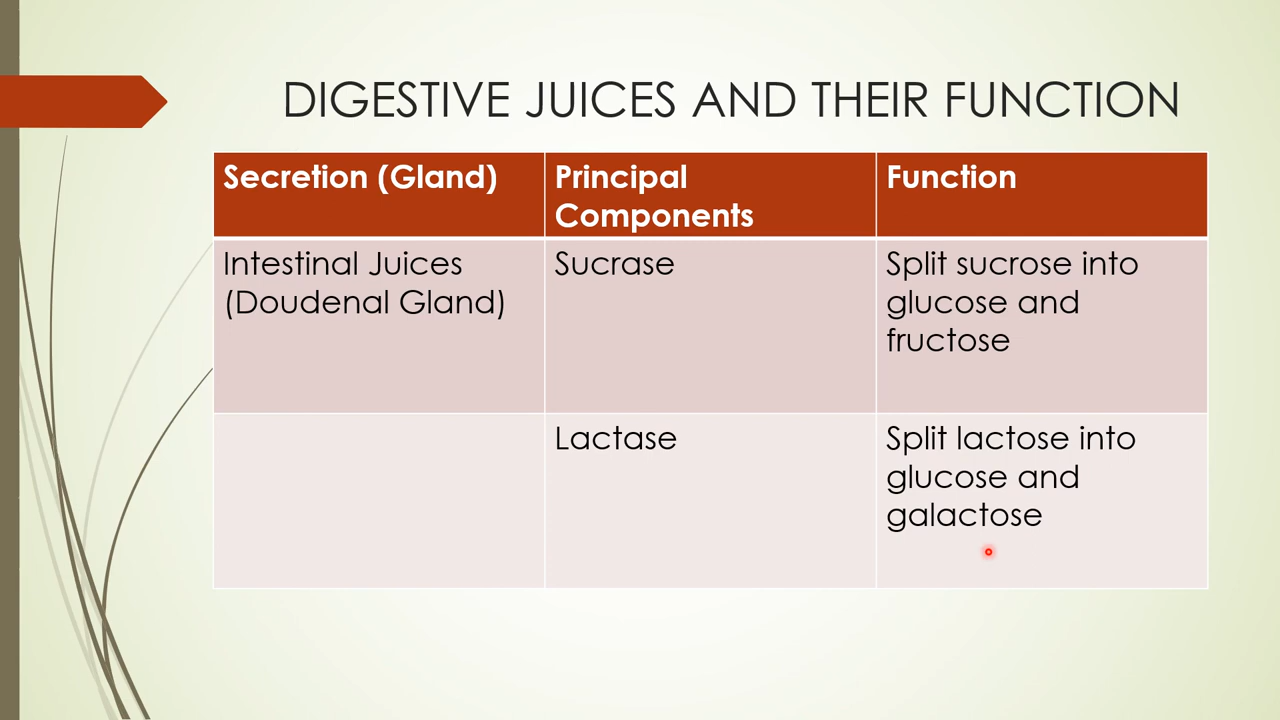 DIGESTIVE JUICES AND THEIR FUNCTION
Secretion (Gland)
Principal
Components
Function
Intestinal Juices
(Doudenal Gland)
Sucrase
Split sucrose into
glucose and
fructose
Lactase
Split lactose into
glucose and
galactose